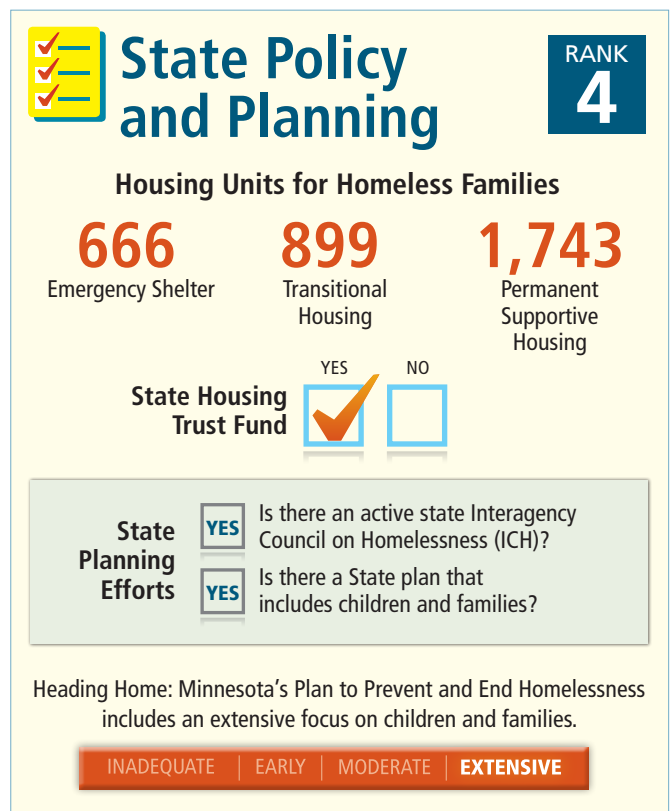 State Policy
and Planning
RANK
4
Housing Units for Homeless Families
666
Emergency Shelter
899
Transitional
Housing
1,743
Permanent
Supportive
Housing
YES
NO
State Housing
Trust Fund
State
Planning
Efforts
YES
Is there an active state Interagency
Council on Homelessness (ICH)?
YES
Is there a State plan that
includes children and families?
Heading Home: Minnesota's Plan to Prevent and End Homelessness
includes an extensive focus on children and families.
INADEQUATE | EARLY | MODERATE | EXTENSIVE